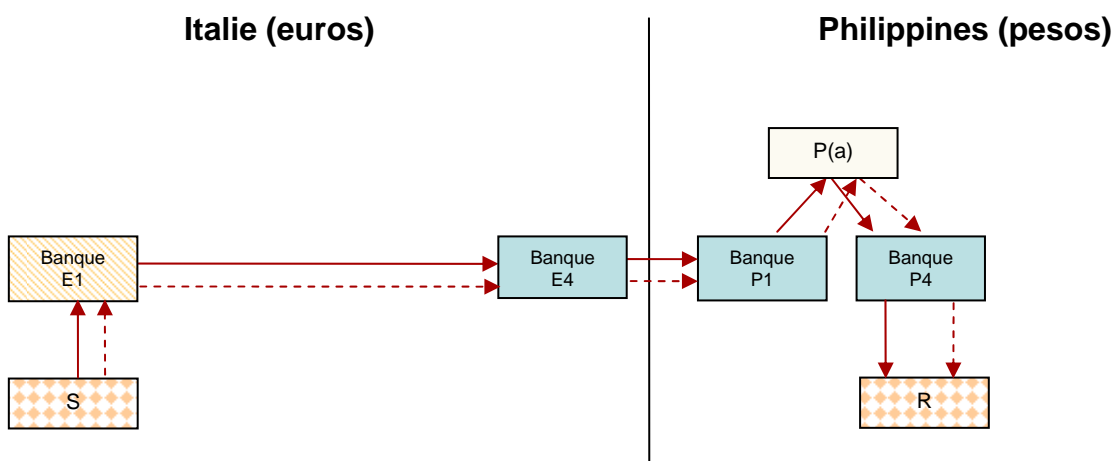 Italie (euros)
Philippines (pesos)
P(a)
Banque
E1
Banque
E4
Banque
P1
Banque
P4
S
R